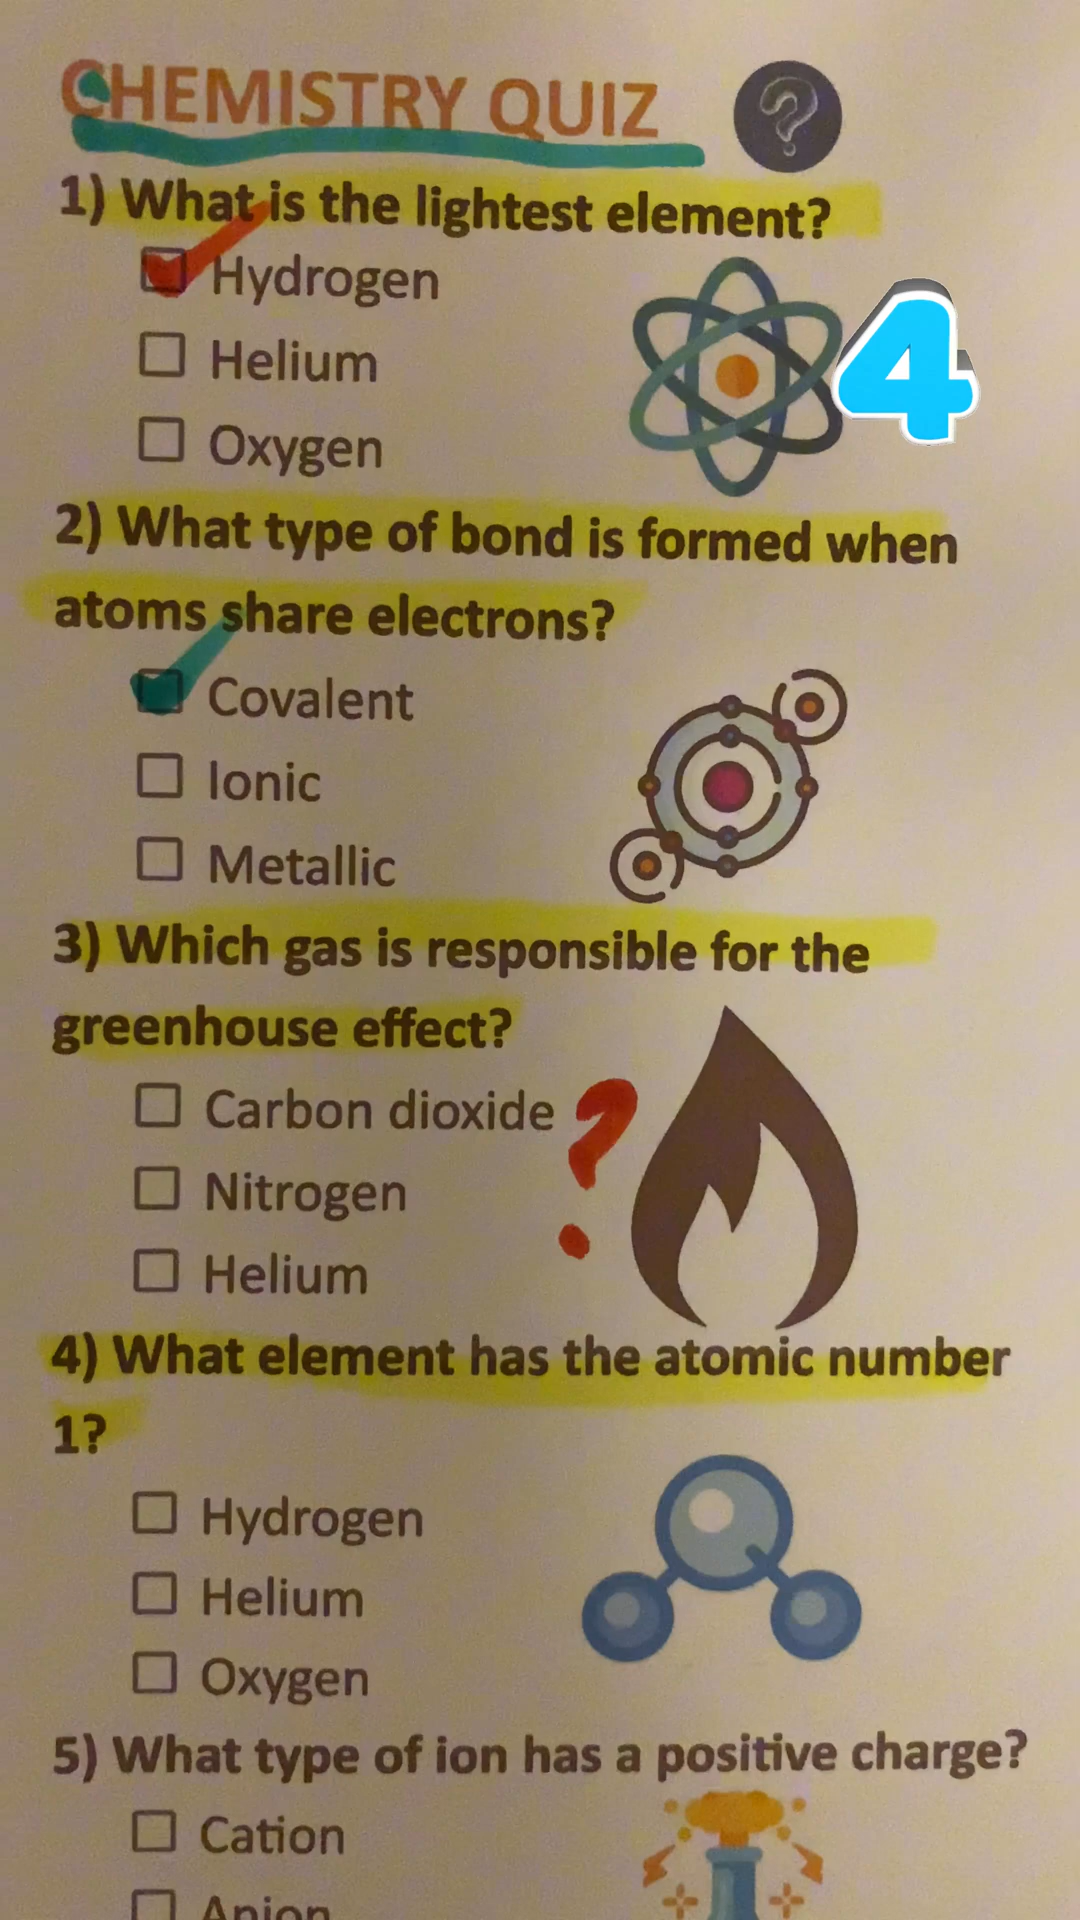 CHEMISTRY QUIZ
?
1) What is the lightest element?
Hydrogen
Helium
Oxygen
4
2) What type of bond is formed when
atoms share electrons?
Covalent
Ionic
Metallic
3) Which gas is responsible for the
greenhouse effect?
Carbon dioxide
?
Nitrogen
Helium
4) What element has the atomic number
1?
Hydrogen
Helium
Oxygen
5) What type of ion has a positive charge?
Cation
Anion